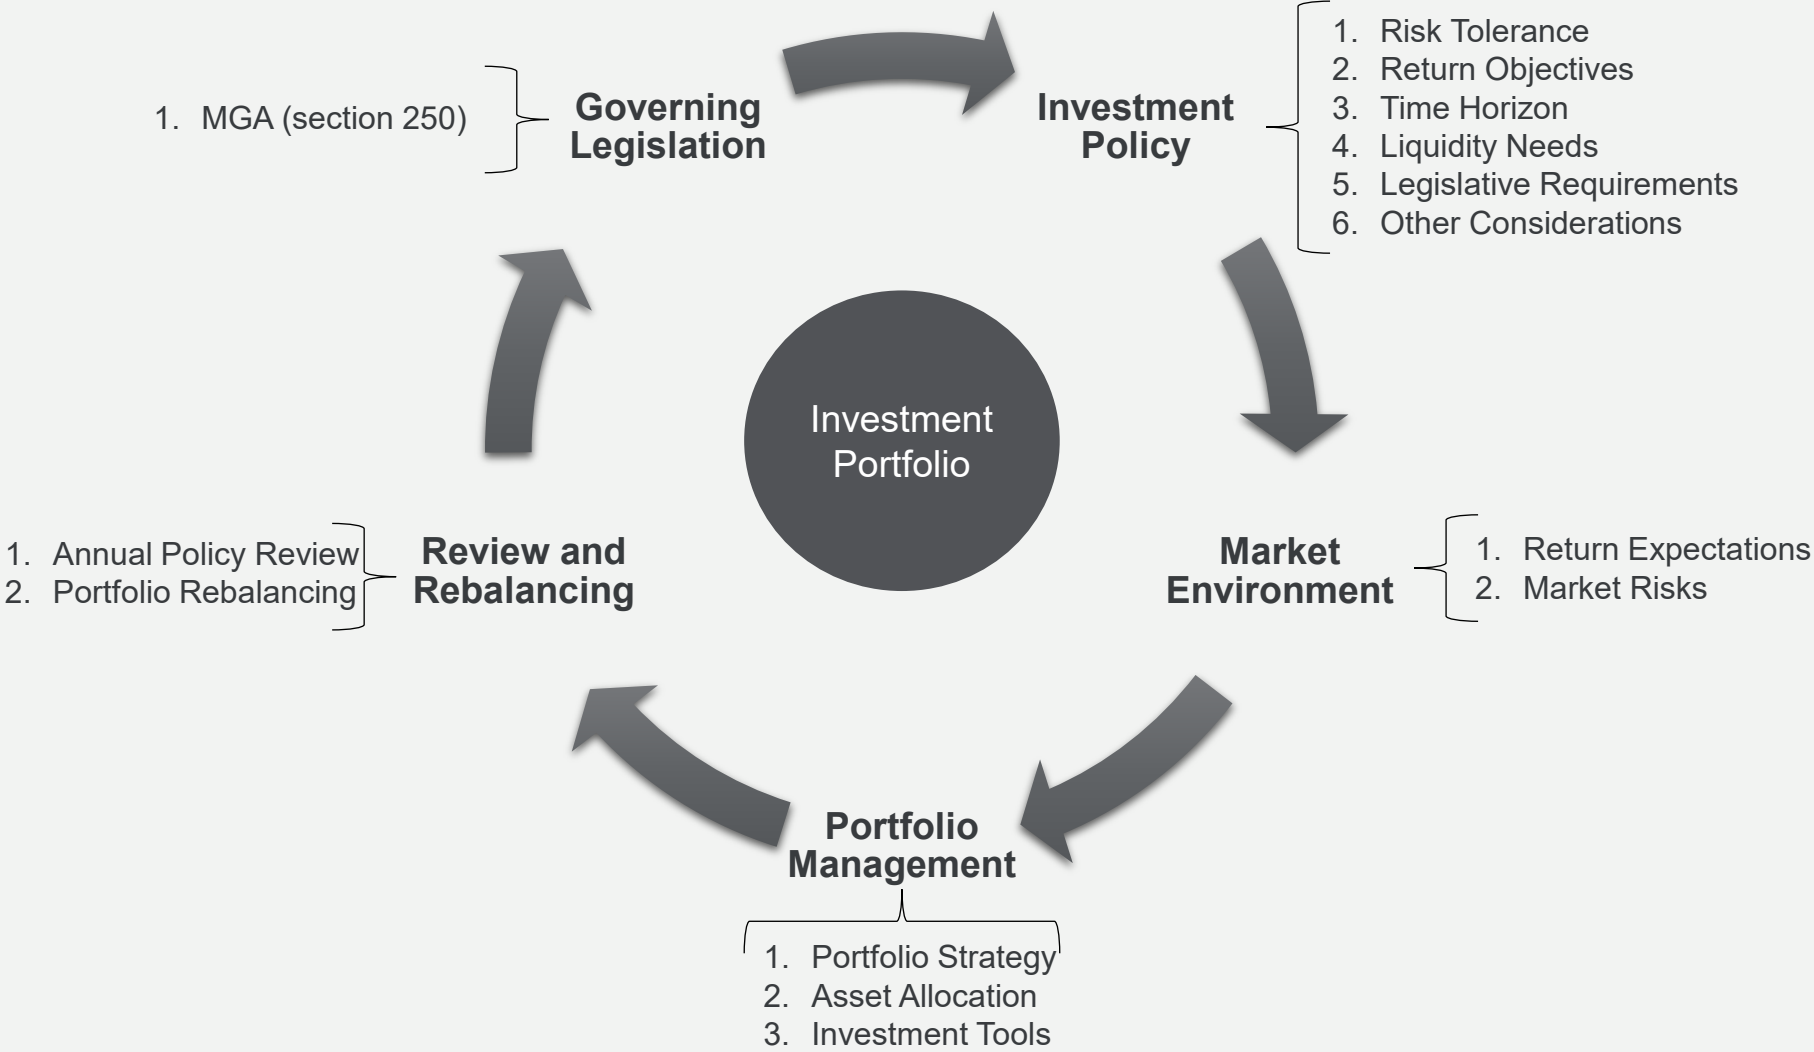 1. MGA (section 250)
Governing
Legislation
Investment
Policy
1. Risk Tolerance
2. Return Objectives
3. Time Horizon
4. Liquidity Needs
5. Legislative Requirements
6. Other Considerations
Investment
Portfolio
1. Annual Policy Review
2. Portfolio Rebalancing
Review and
Rebalancing
Market
Environment
1. Return Expectations
2. Market Risks
Portfolio
Management
1. Portfolio Strategy
2. Asset Allocation
3. Investment Tools